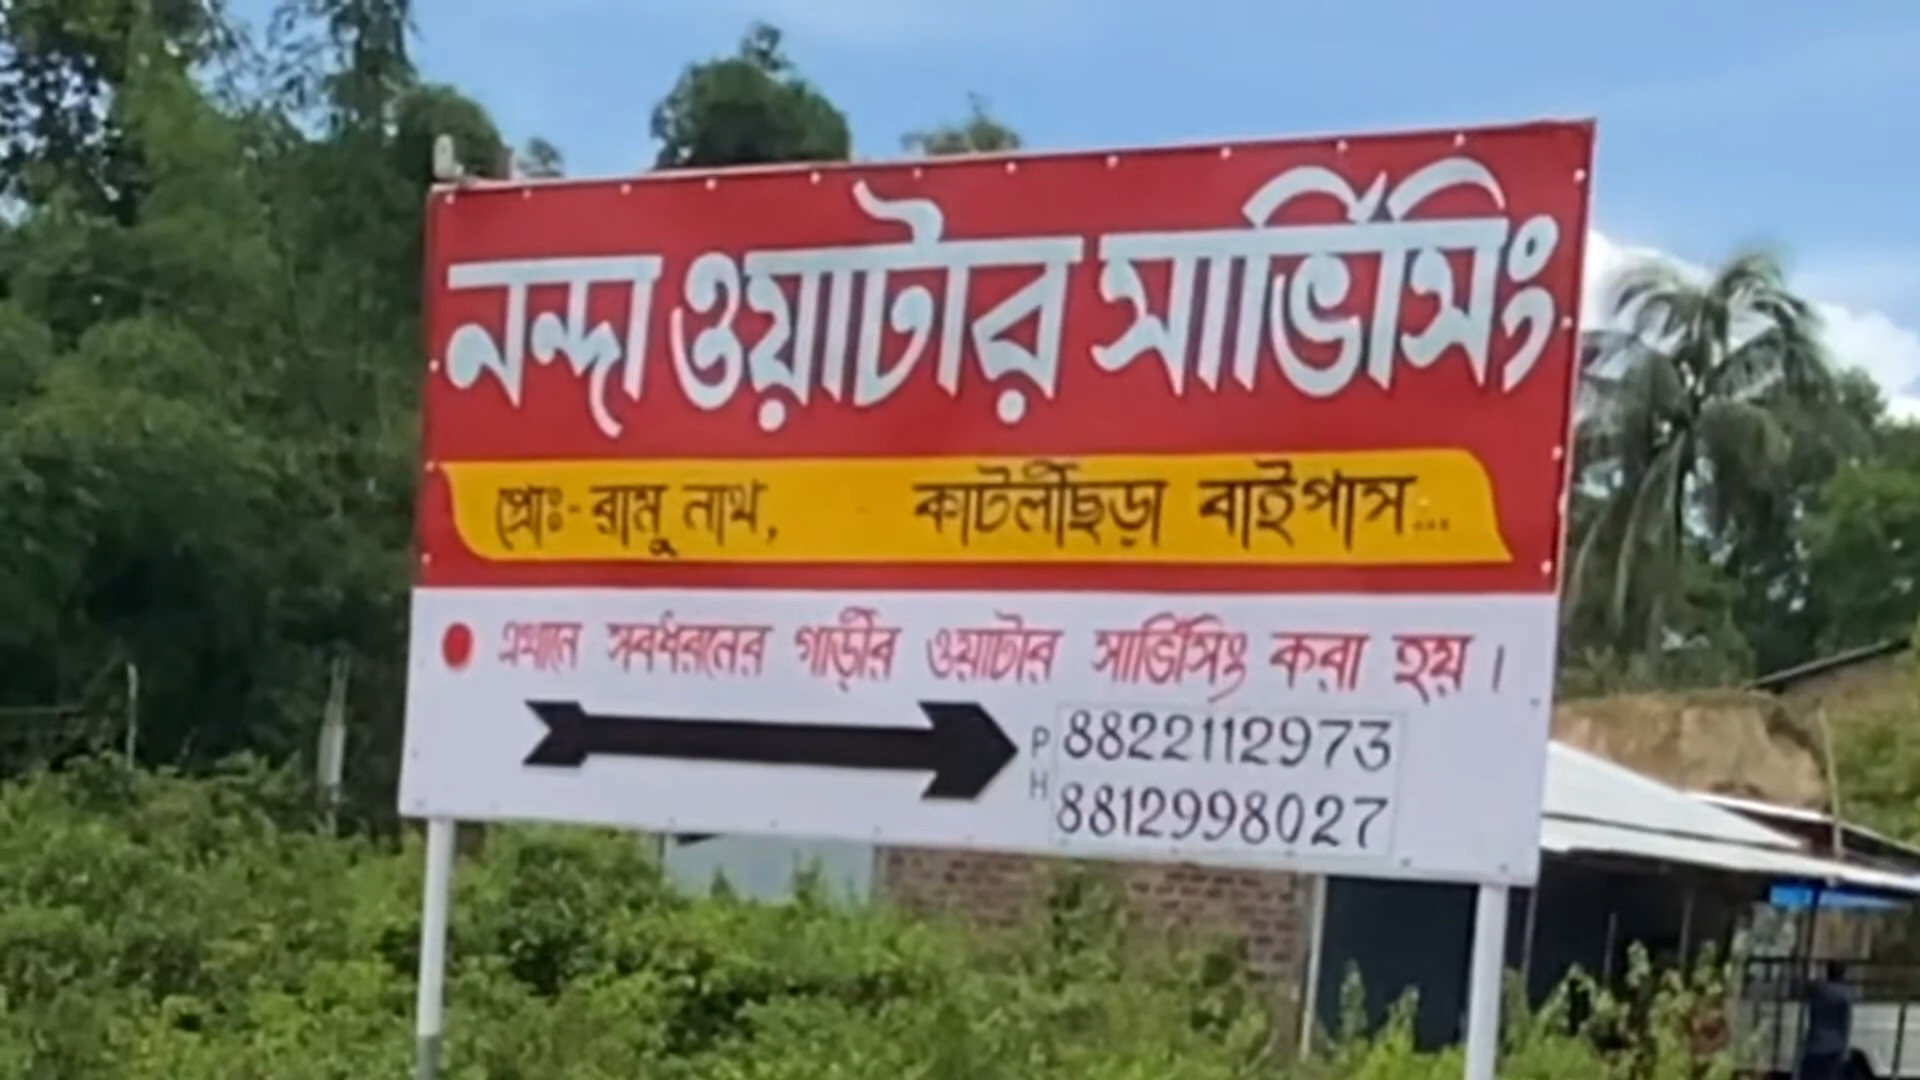 নন্দা ওয়াটার সার্ভিসিং
প্রোঃ- রামু নাথ, কাটলীছড়া বাইপাস...
এখানে সবধরনের গাড়ীর ওয়াটার সার্ভিসিং করা হয়।
PH 8822112973
8812998027